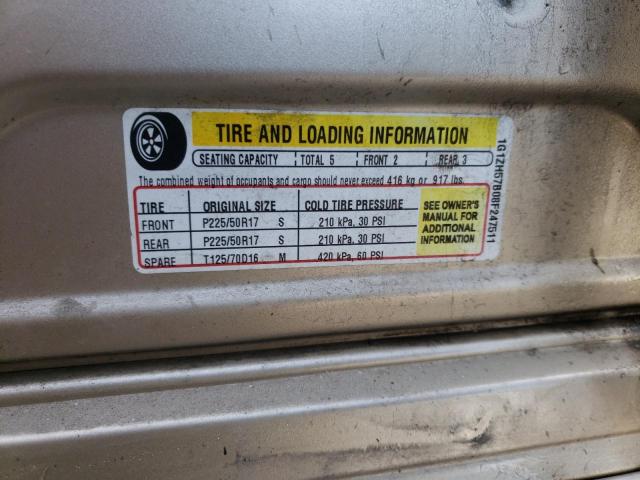 TIRE AND LOADING INFORMATION
SEATING CAPACITY TOTAL 5 FRONT 2 REAR 3
The combined weight of occupants and cargo should never exceed 416 kg or 917 lbs.
TIRE ORIGINAL SIZE COLD TIRE PRESSURE
FRONT P225/50R17 S 210 kPa, 30 PSI
REAR P225/50R17 S 210 kPa, 30 PSI
SPARE T125/70D16 M 420 kPa, 60 PSI
SEE OWNER'S
MANUAL FOR
ADDITIONAL
INFORMATION
1G1ZH57B08F247511